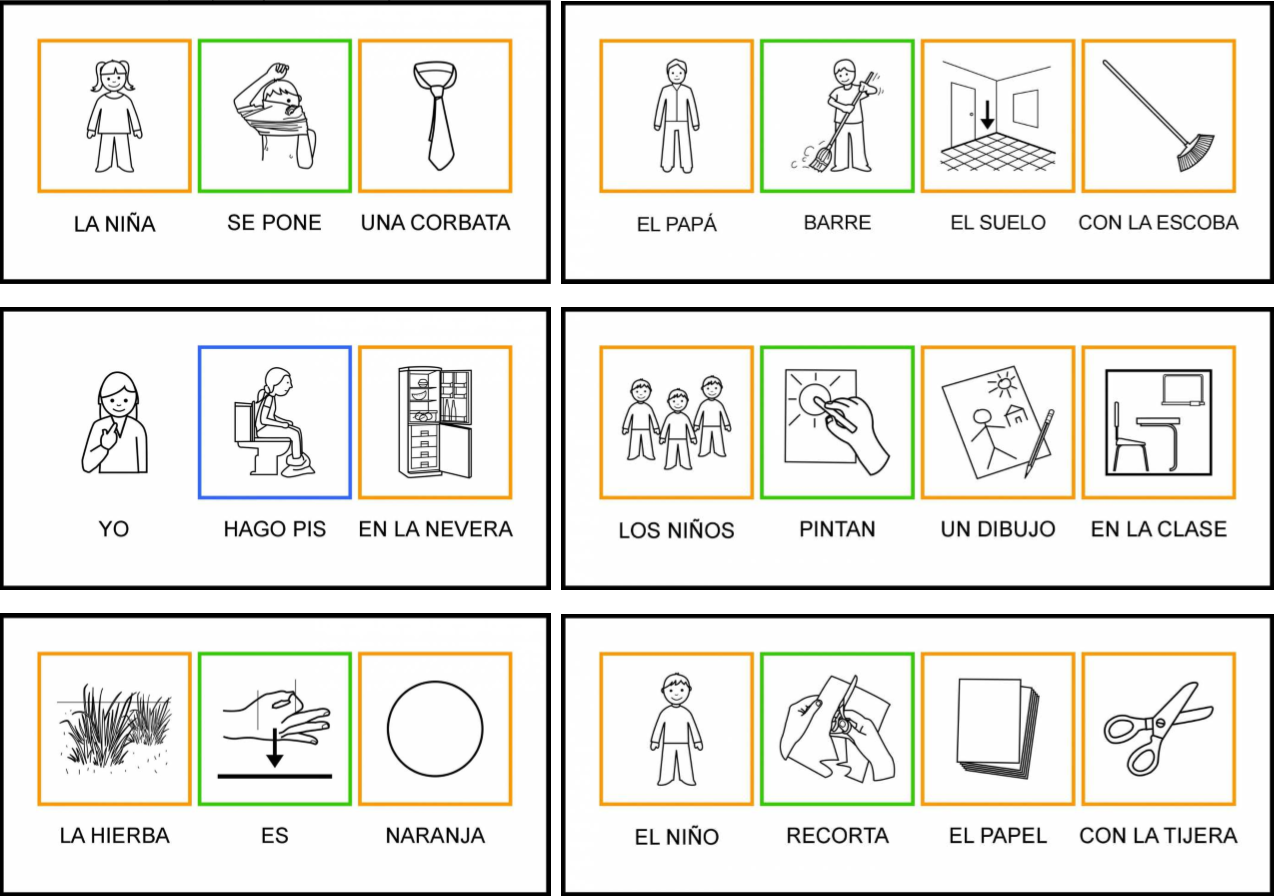 LA NIÑA SE PONE UNA CORBATA
EL PAPÁ BARRE EL SUELO CON LA ESCOBA
YO HAGO PIS EN LA NEVERA
LOS NIÑOS PINTAN UN DIBUJO EN LA CLASE
LA HIERBA ES NARANJA
EL NIÑO RECORTA EL PAPEL CON LA TIJERA